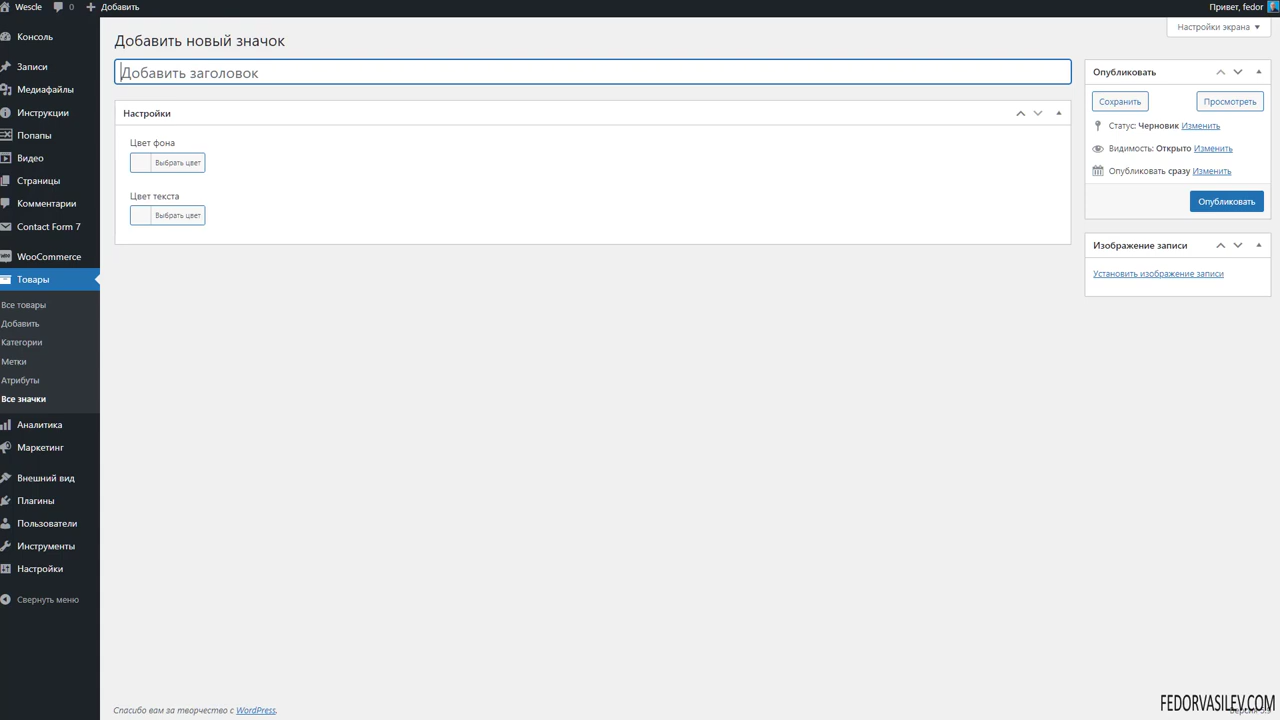 Wescle 0 Добавить Привет, fedor
Настройки экрана
Консоль
Записи
Медиафайлы
Инструкции
Попапы
Видео
Страницы
Комментарии
Contact Form 7
WooCommerce
Товары
Все товары
Добавить
Категории
Метки
Атрибуты
Все значки
Аналитика
Маркетинг
Внешний вид
Плагины
Пользователи
Инструменты
Настройки
Свернуть меню
Добавить новый значок
Добавить заголовок
Настройки
Цвет фона
Выбрать цвет
Цвет текста
Выбрать цвет
Опубликовать
Сохранить Просмотреть
Статус: Черновик Изменить
Видимость: Открыто Изменить
Опубликовать сразу Изменить
Опубликовать
Изображение записи
Установить изображение записи
Спасибо вам за творчество с WordPress.
FEDORVASILEV.COM